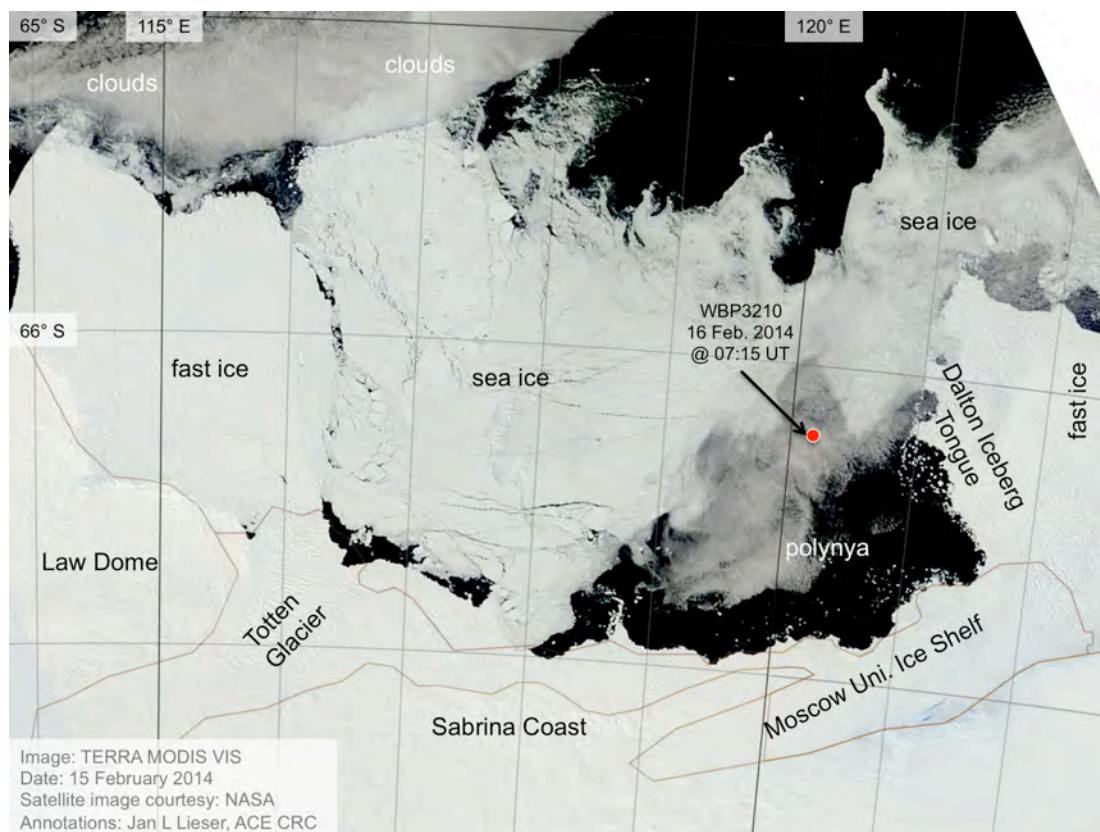 65° S
115° E
120° E
clouds
clouds
sea ice
WBP3210
16 Feb. 2014
@ 07:15 UT
66° S
fast ice
sea ice
Dalton Iceberg
Tongue
fast ice
polynya
Law Dome
Totten
Glacier
Moscow Uni. Ice Shelf
Sabrina Coast
Image: TERRA MODIS VIS
Date: 15 February 2014
Satellite image courtesy: NASA
Annotations: Jan L Lieser, ACE CRC